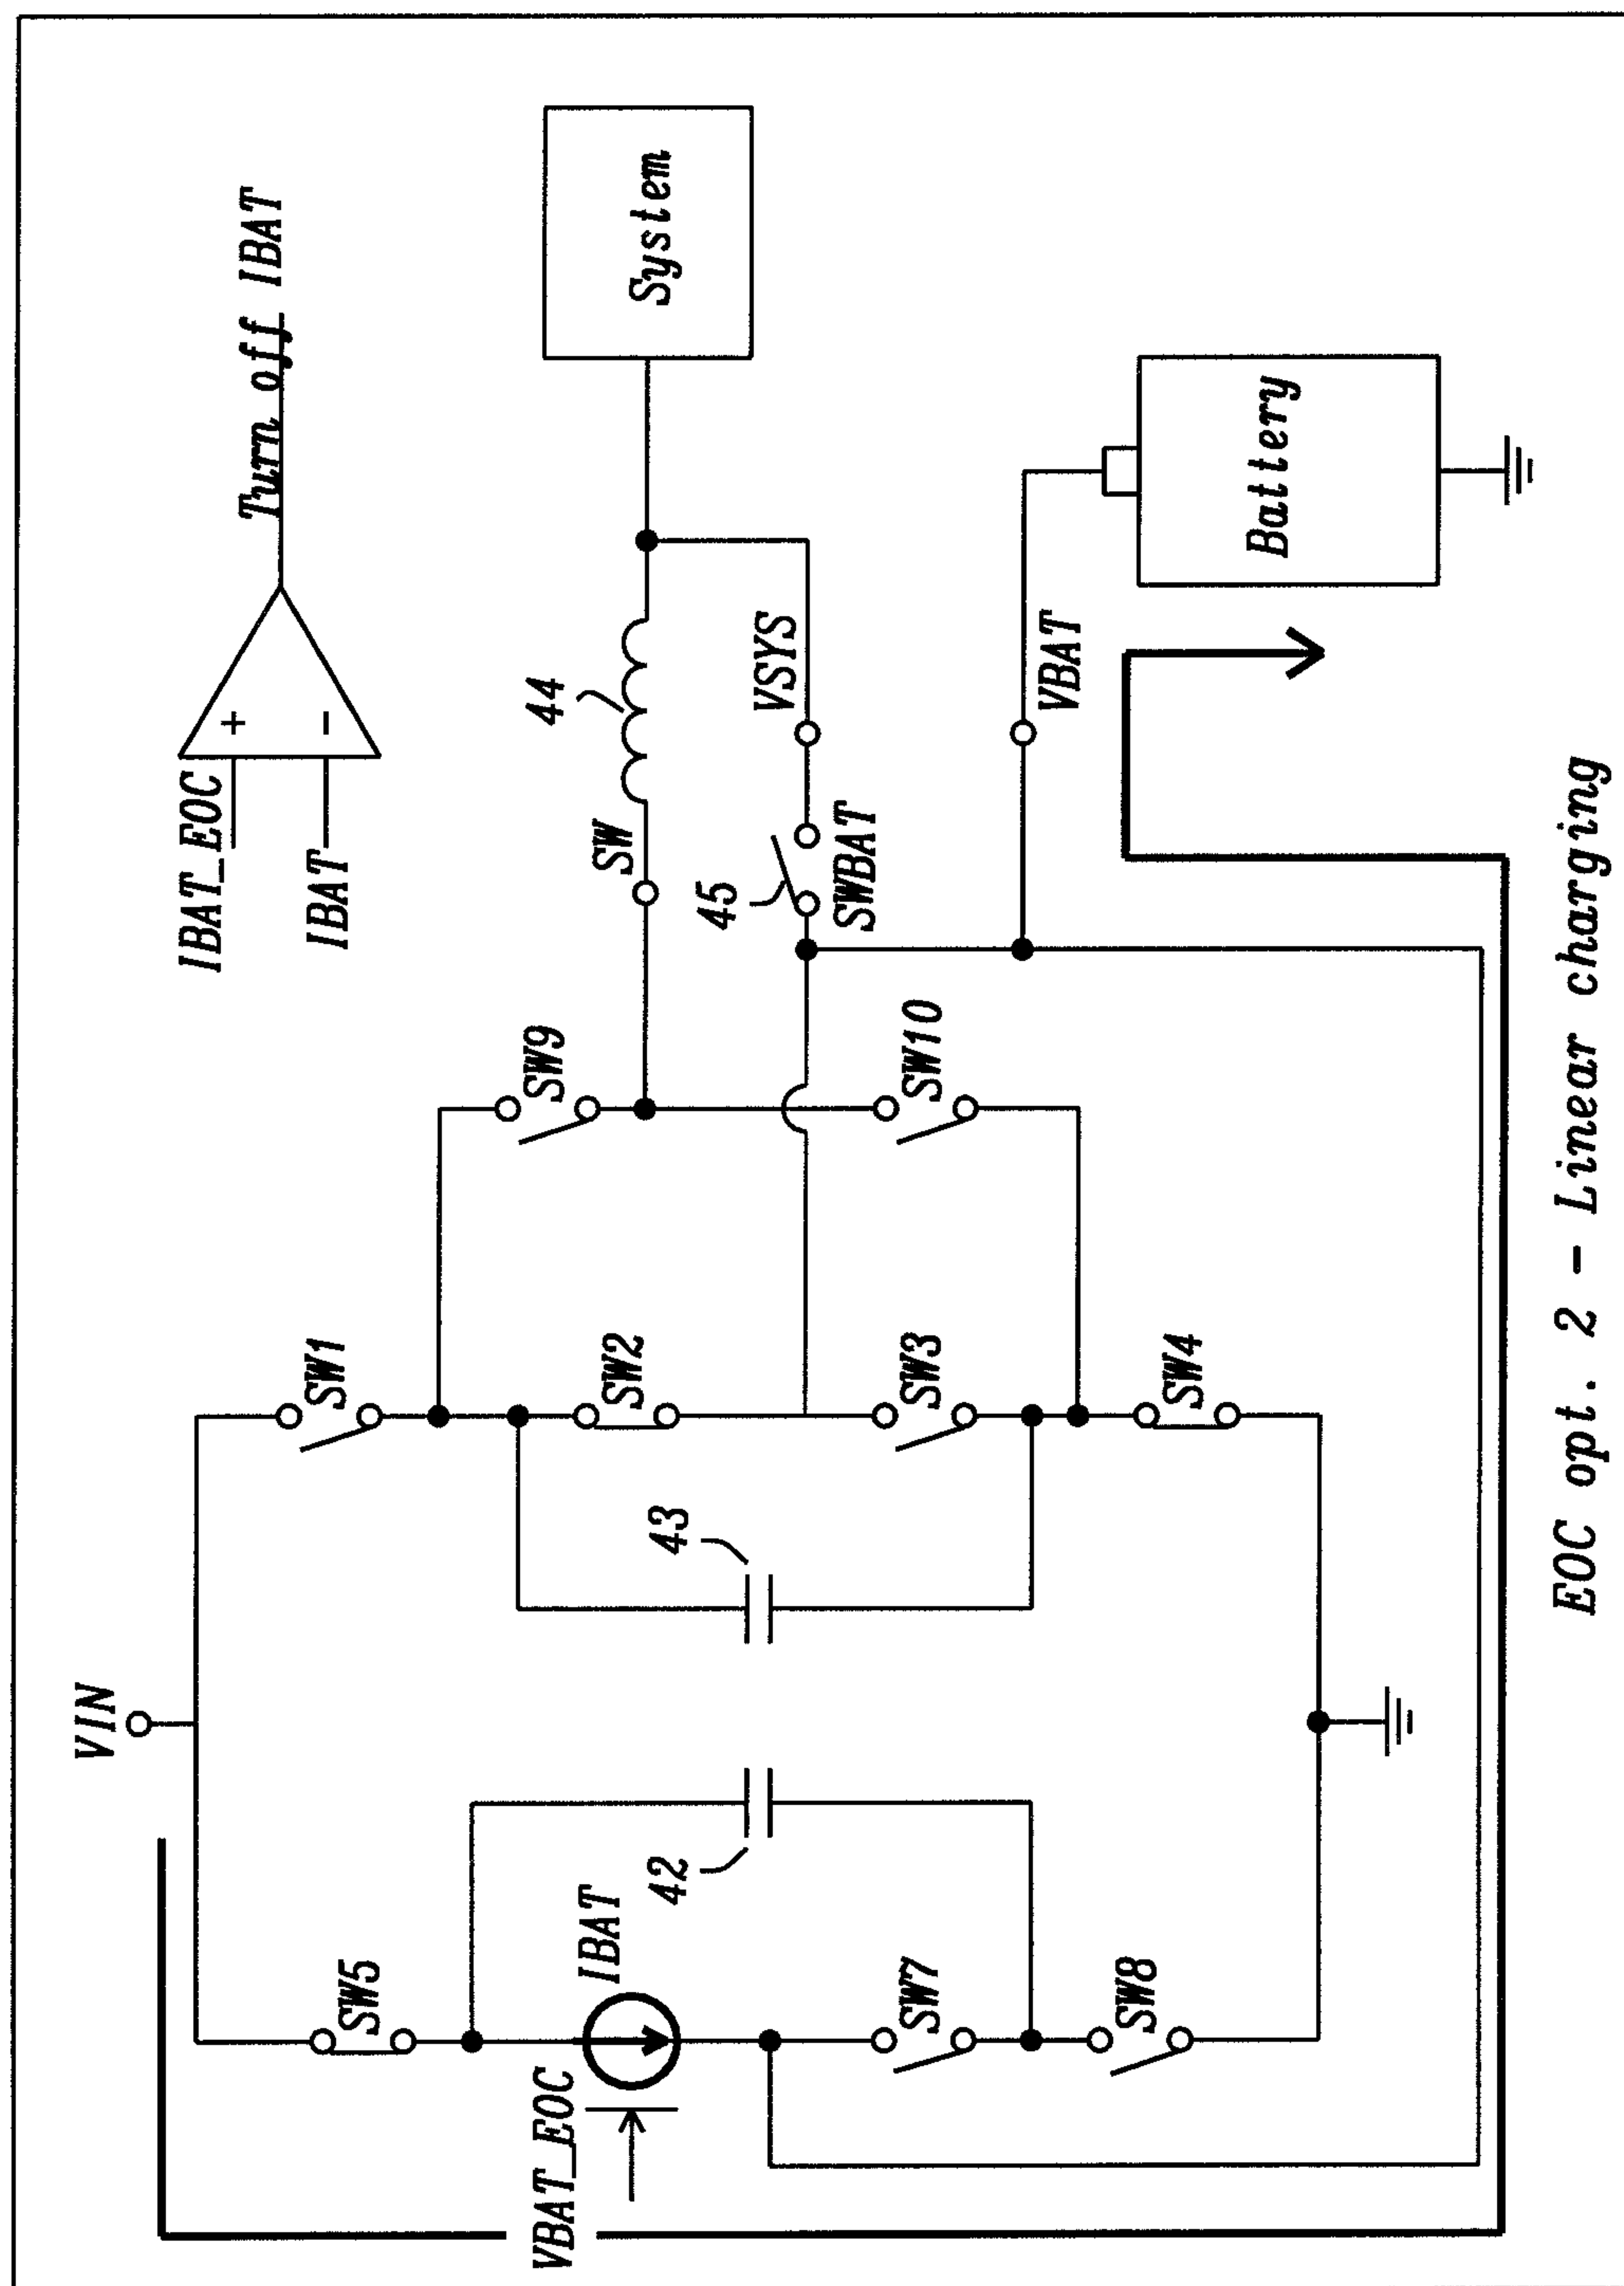 VIN
SW5
VBAT_EOC
IBAT
42
SW7
SW8
43
SW1
SW2
SW3
SW4
SW9
SW10
SW
44
45
SWBAT
VSYS
VBAT
IBAT_EOC
IBAT
+
−
Turn off IBAT
System
Battery
EOC opt. 2 - Linear charging